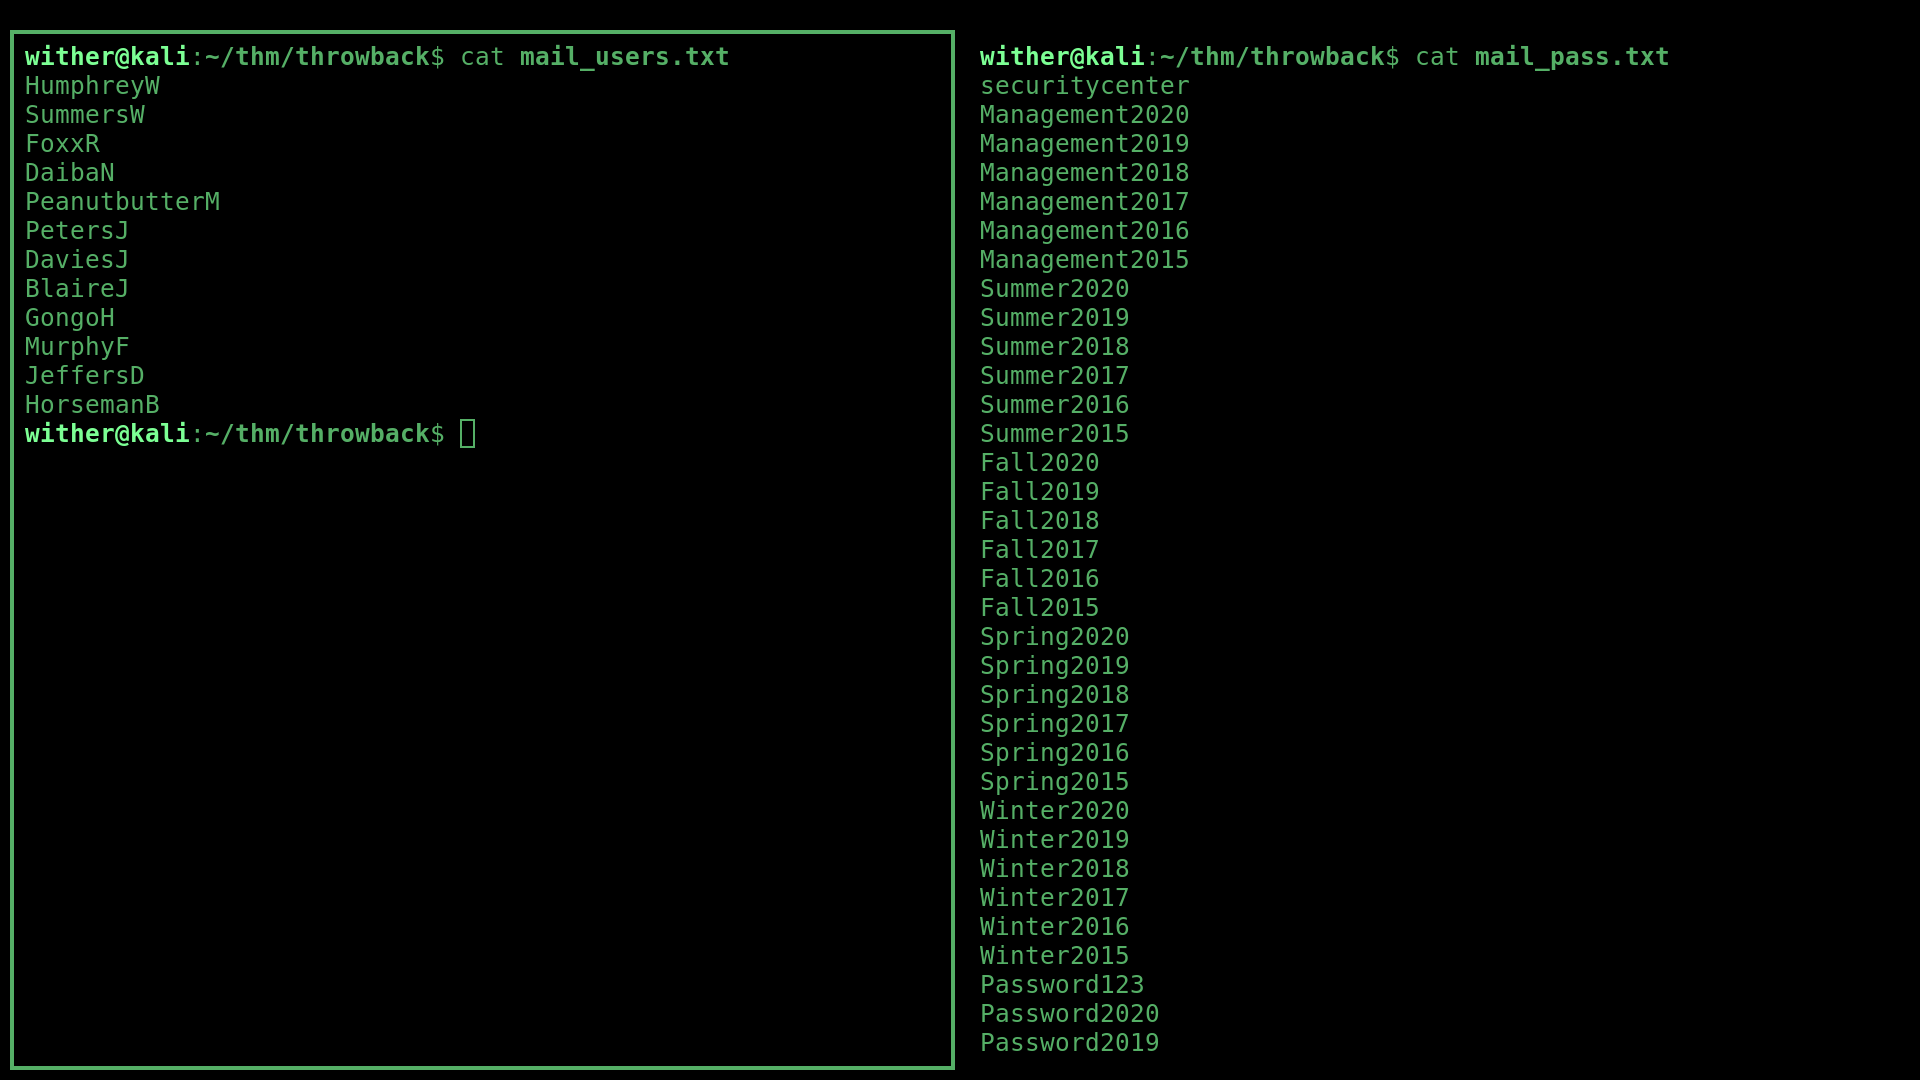 wither@kali:~/thm/throwback$ cat mail_users.txt
HumphreyW
SummersW
FoxxR
DaibaN
PeanutbutterM
PetersJ
DaviesJ
BlaireJ
GongoH
MurphyF
JeffersD
HorsemanB
wither@kali:~/thm/throwback$
wither@kali:~/thm/throwback$ cat mail_pass.txt
securitycenter
Management2020
Management2019
Management2018
Management2017
Management2016
Management2015
Summer2020
Summer2019
Summer2018
Summer2017
Summer2016
Summer2015
Fall2020
Fall2019
Fall2018
Fall2017
Fall2016
Fall2015
Spring2020
Spring2019
Spring2018
Spring2017
Spring2016
Spring2015
Winter2020
Winter2019
Winter2018
Winter2017
Winter2016
Winter2015
Password123
Password2020
Password2019